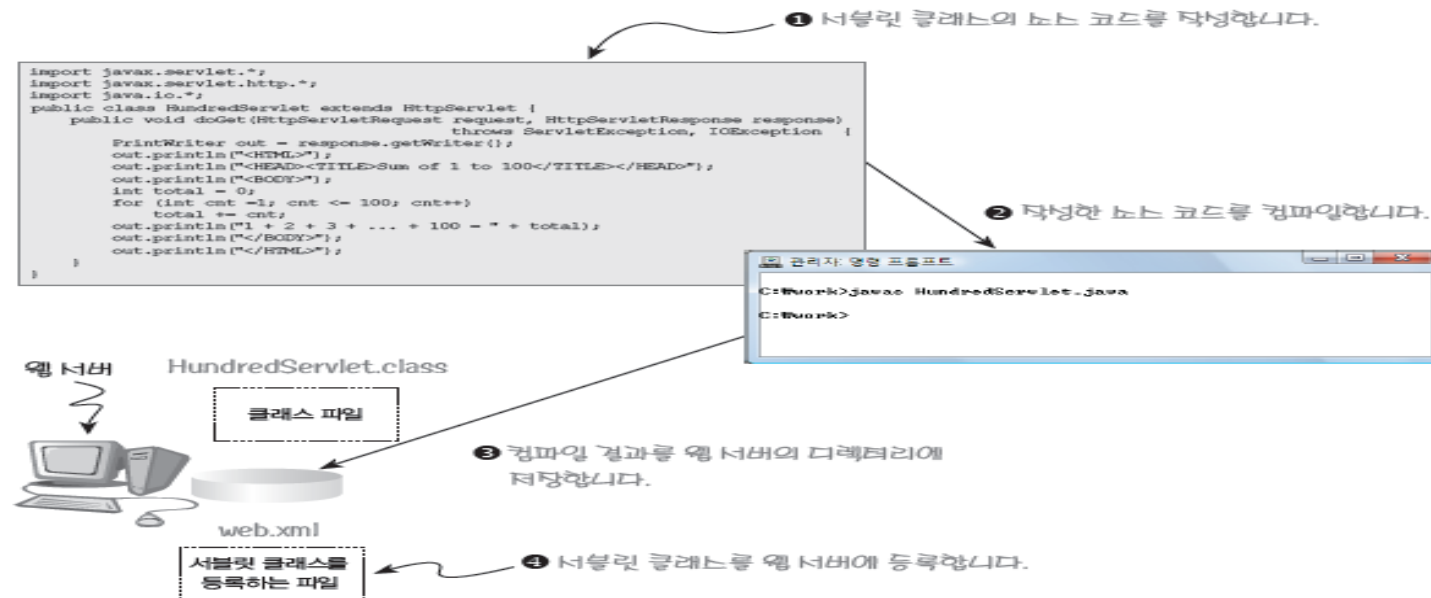 ❶ 서블릿 클래스의 소스 코드를 작성합니다.
import javax.servlet.*;
import javax.servlet.http.*;
import java.io.*;
public class HundredServlet extends HttpServlet {
public void doGet(HttpServletRequest request, HttpServletResponse response)
throws ServletException, IOException {
PrintWriter out = response.getWriter();
out.println("<HTML>");
out.println("<HEAD><TITLE>Sum of 1 to 100</TITLE></HEAD>");
out.println("<BODY>");
int total = 0;
for (int cnt =1; cnt <= 100; cnt++)
total += cnt;
out.println("1 + 2 + 3 + ... + 100 = " + total);
out.println("</BODY>");
out.println("</HTML>");
}
}
❷ 작성한 소스 코드를 컴파일합니다.
관리자: 명령 프롬프트
C:₩work>javac HundredServlet.java
C:₩work>
웹 서버
HundredServlet.class
클래스 파일
❸ 컴파일 결과를 웹 서버의 디렉터리에
저장합니다.
web.xml
서블릿 클래스를
등록하는 파일
❹ 서블릿 클래스를 웹 서버에 등록합니다.